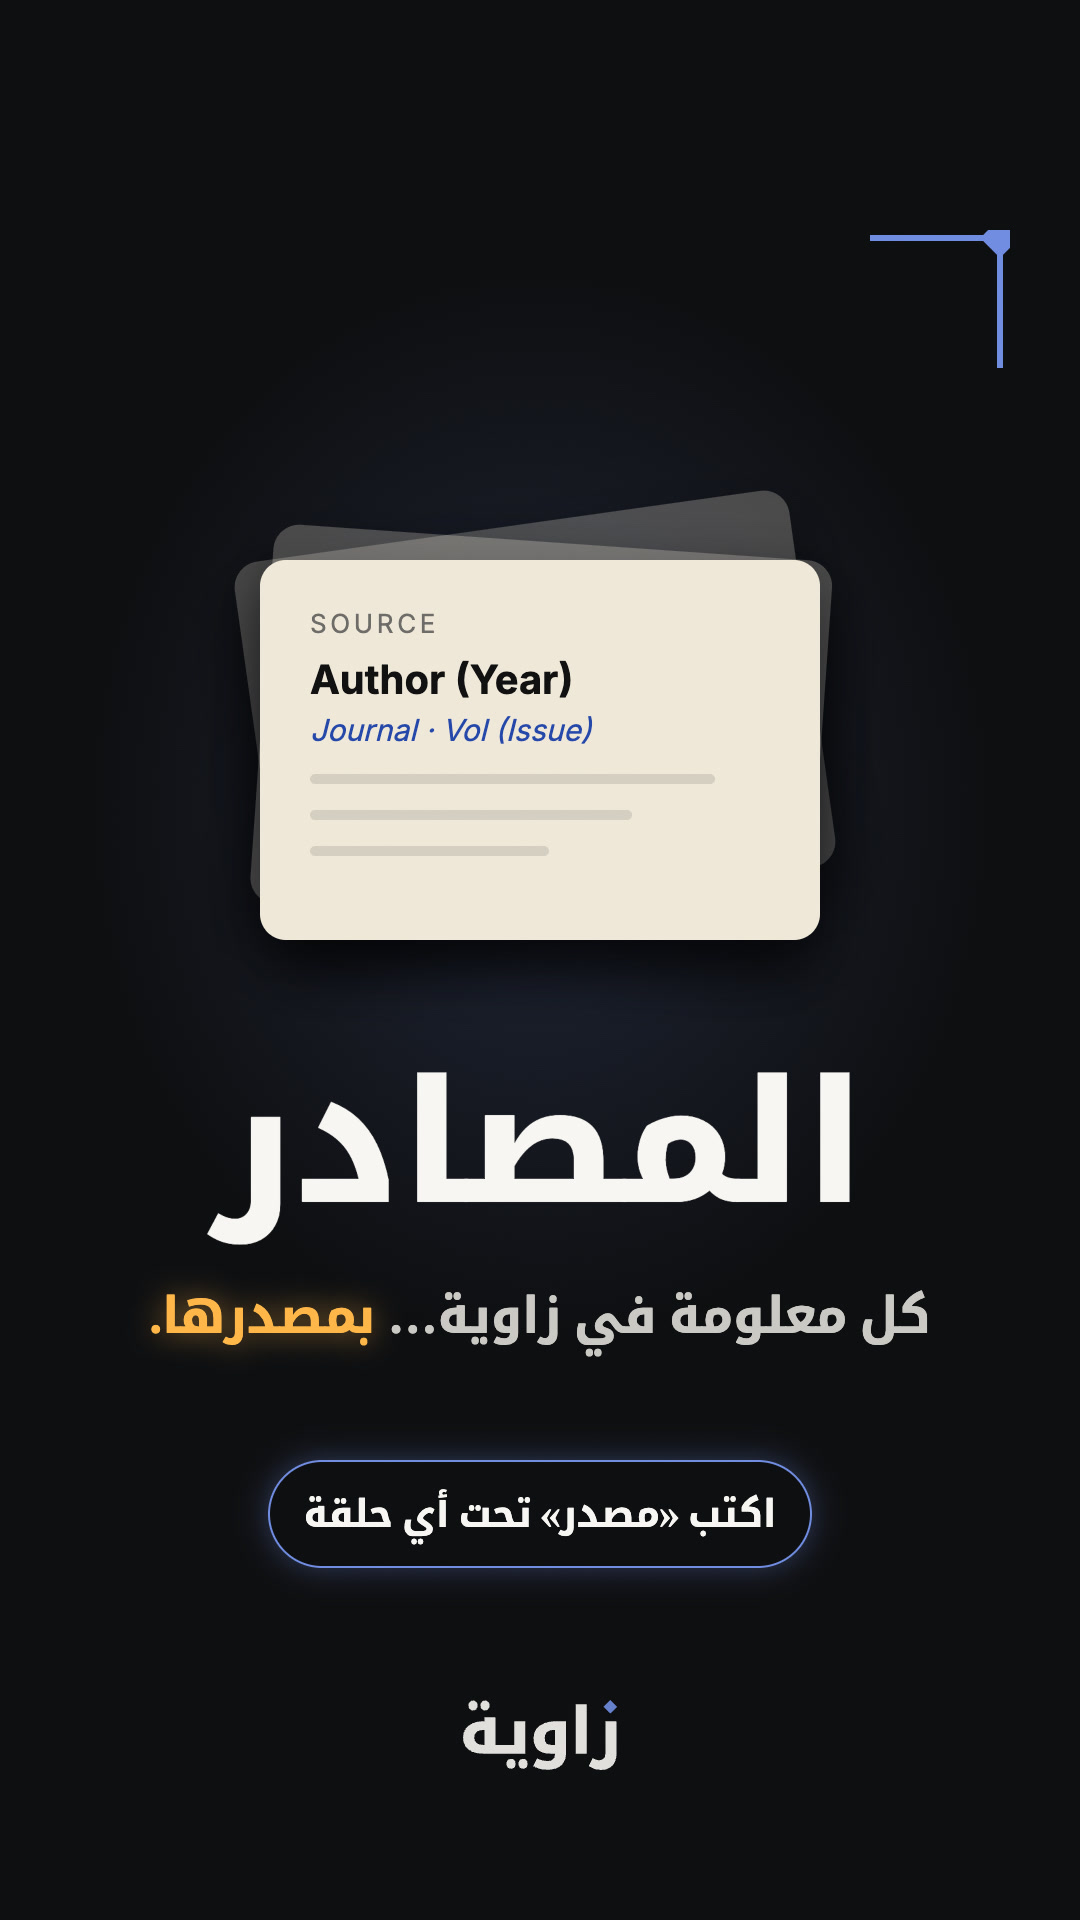 SOURCE
Author (Year)
Journal · Vol (Issue)
المصادر
كل معلومة في زاوية... بمصدرها.
اكتب «مصدر» تحت أي حلقة
زاوية